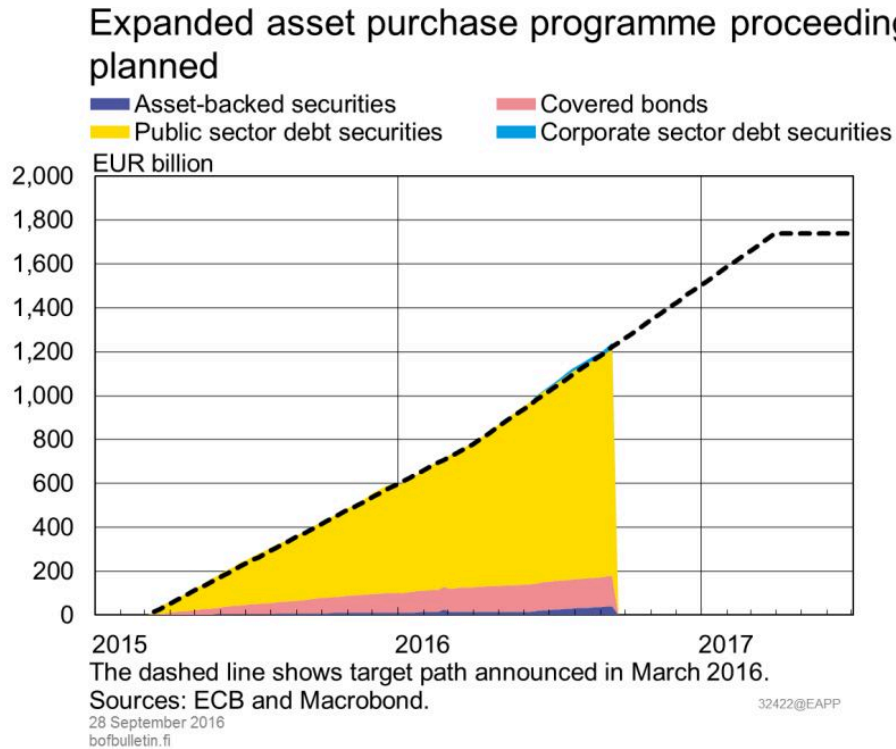 Expanded asset purchase programme proceeding
planned
Asset-backed securities
Covered bonds
Public sector debt securities
Corporate sector debt securities
EUR billion
2,000
1,800
1,600
1,400
1,200
1,000
800
600
400
200
0
2015 2016 2017
The dashed line shows target path announced in March 2016.
Sources: ECB and Macrobond.
32422@EAPP
28 September 2016
bofbulletin.fi